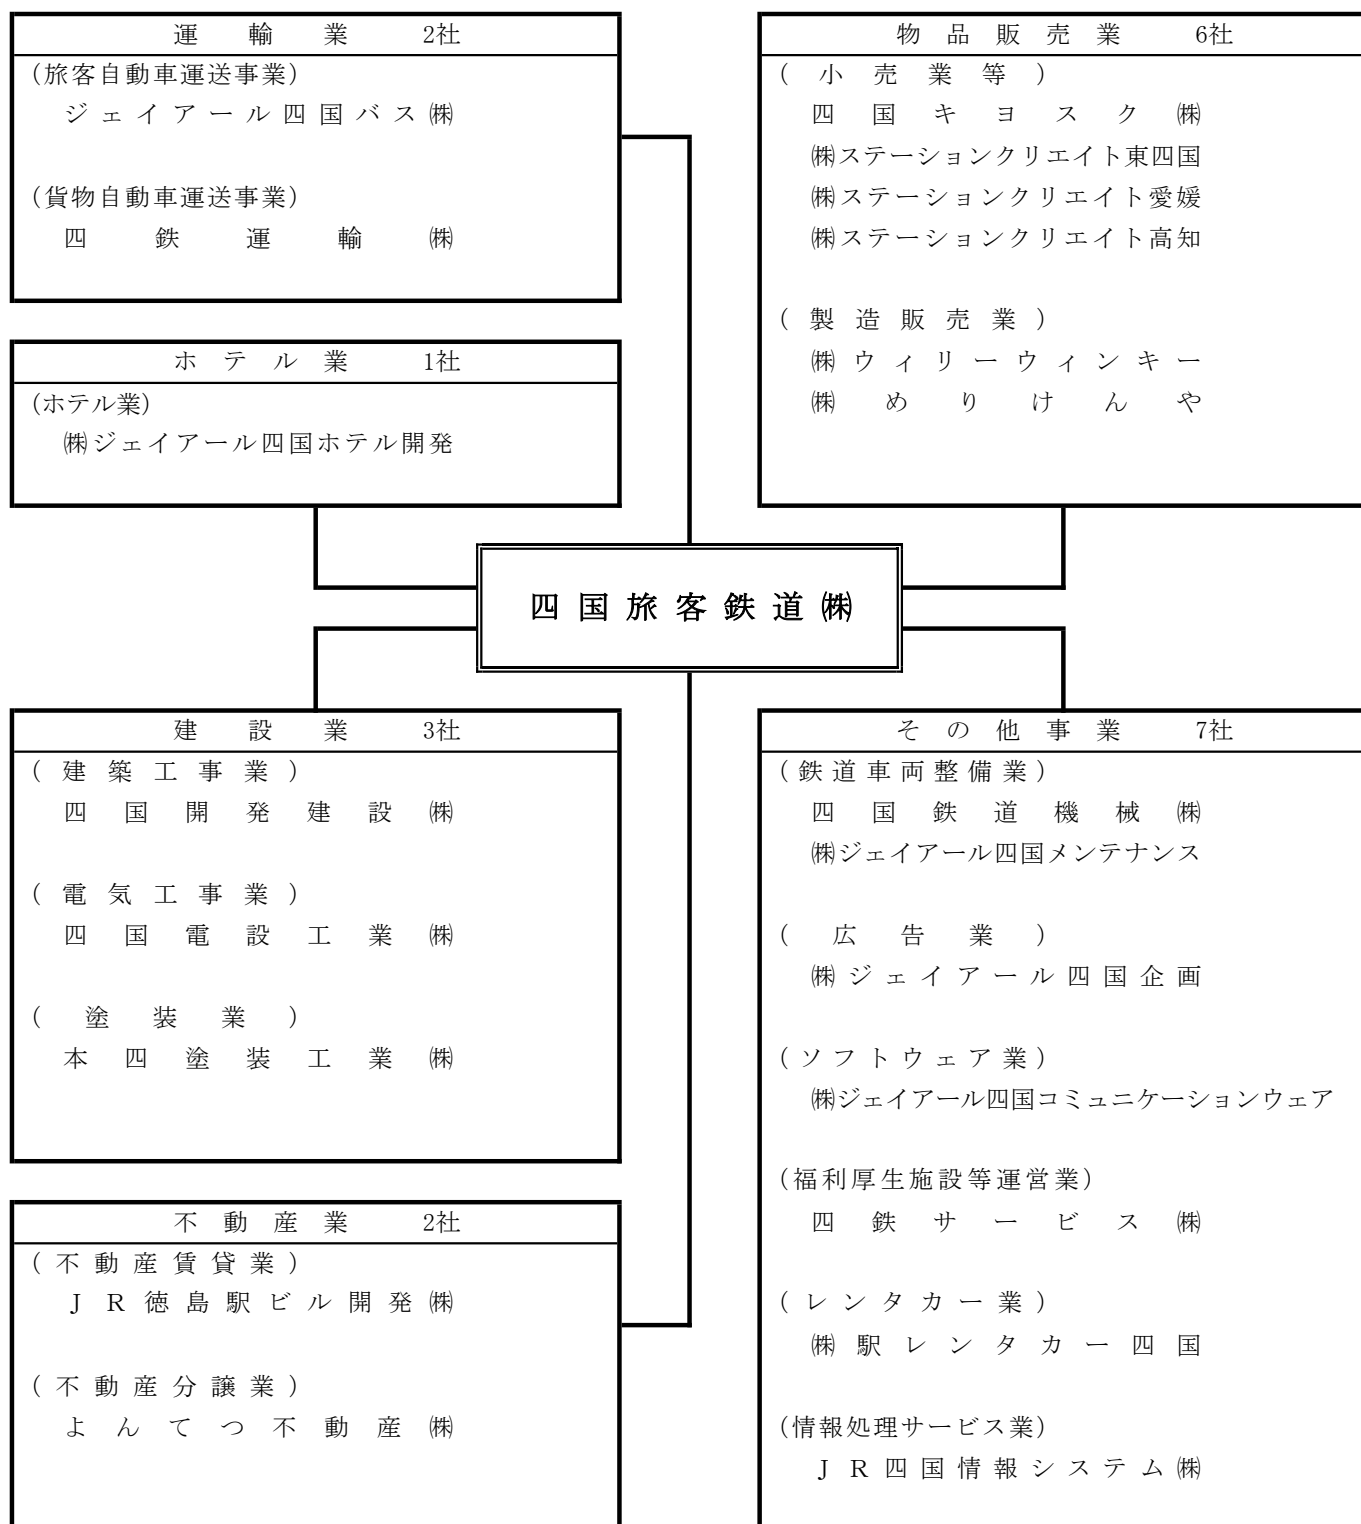 運輸業 2社
(旅客自動車運送事業)
ジェイアール四国バス㈱
(貨物自動車運送事業)
四鉄運輸㈱
ホテル業 1社
(ホテル業)
㈱ジェイアール四国ホテル開発
物品販売業 6社
(小売業等)
四国キヨスク㈱
㈱ステーションクリエイト東四国
㈱ステーションクリエイト愛媛
㈱ステーションクリエイト高知
(製造販売業)
㈱ウィリーウィンキー
㈱めりけんや
四国旅客鉄道㈱
建設業 3社
(建築工事業)
四国開発建設㈱
(電気工事業)
四国電設工業㈱
(塗装業)
本四塗装工業㈱
不動産業 2社
(不動産賃貸業)
JR徳島駅ビル開発㈱
(不動産分譲業)
よんてつ不動産㈱
その他事業 7社
(鉄道車両整備業)
四国鉄道機械㈱
㈱ジェイアール四国メンテナンス
(広告業)
㈱ジェイアール四国企画
(ソフトウェア業)
㈱ジェイアール四国コミュニケーションウェア
(福利厚生施設等運営業)
四鉄サービス㈱
(レンタカー業)
㈱駅レンタカー四国
(情報処理サービス業)
JR四国情報システム㈱